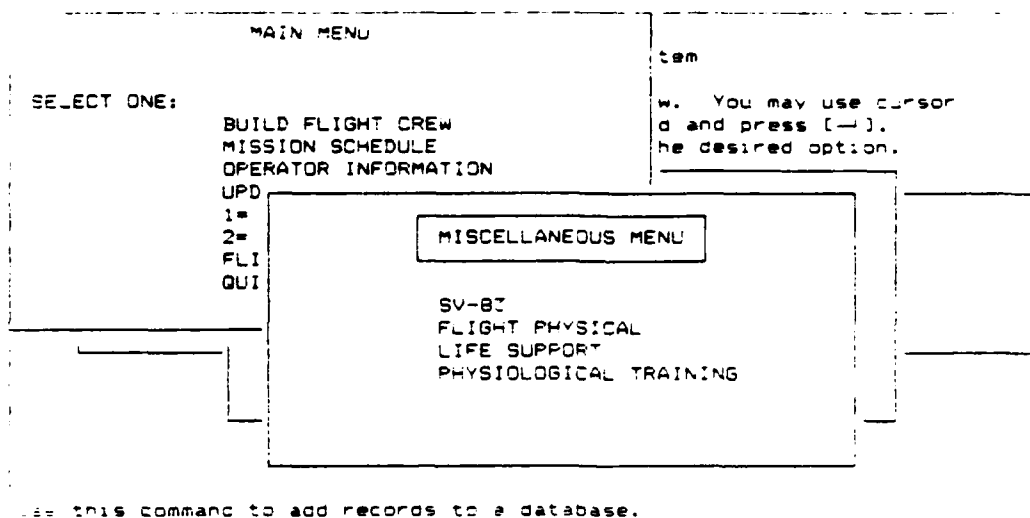 MAIN MENU
tem
SELECT ONE:
w. You may use cursor
BUILD FLIGHT CREW
d and press [—┘].
MISSION SCHEDULE
he desired option.
OPERATOR INFORMATION
UPD
1=
2=
FLI
QUI
MISCELLANEOUS MENU
FLIGHT PHYSICAL
LIFE SUPPORT
PHYSIOLOGICAL TRAINING
this command to add records to a database.